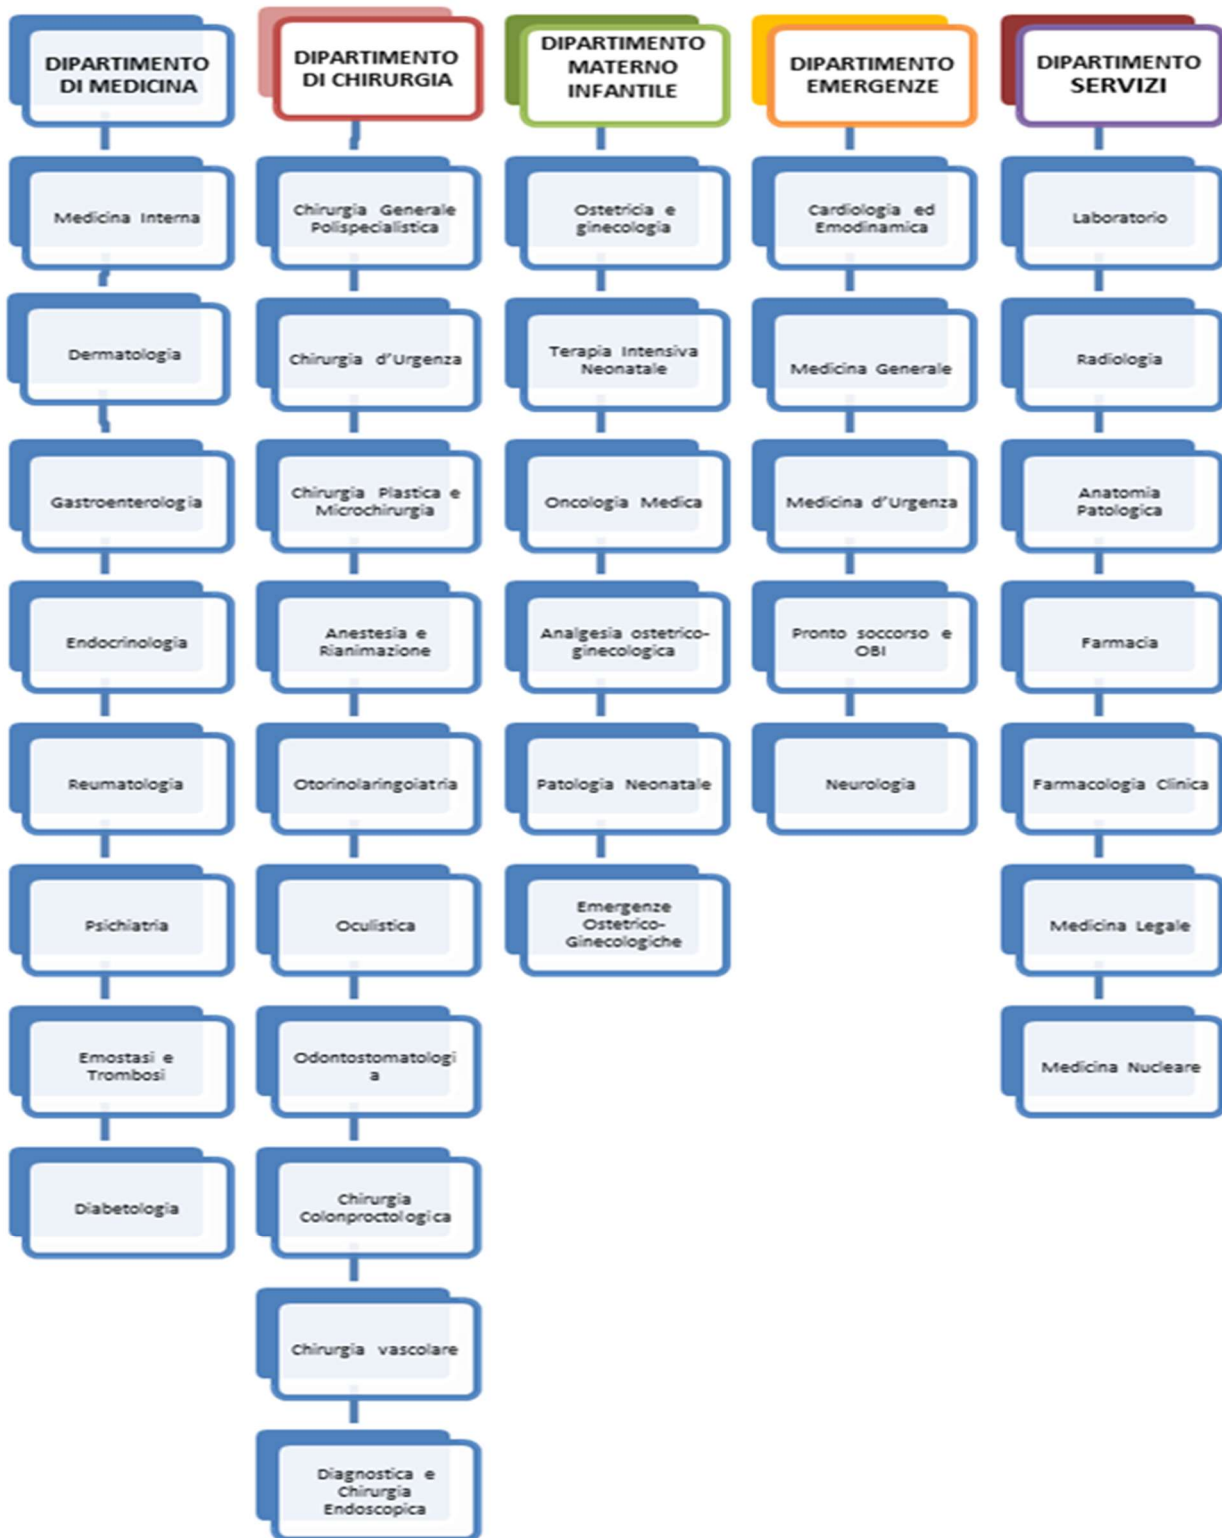 DIPARTIMENTO
DI MEDICINA
Medicina Interna
Dermatologia
Gastroenterologia
Endocrinologia
Reumatologia
Psichiatria
Emostasi e
Trombosi
Diabetologia
DIPARTIMENTO
DI CHIRURGIA
Chirurgia Generale
Polispecialistica
Chirurgia d'Urgenza
Chirurgia Plastica e
Microchirurgia
Anestesia e
Rianimazione
Otorinolaringoiatria
Oculistica
Odontostomatologi
a
Chirurgia
Colonproctologica
Chirurgia vascolare
Diagnostica e
Chirurgia
Endoscopica
DIPARTIMENTO
MATERNO
INFANTILE
Ostetricia e
ginecologia
Terapia Intensiva
Neonatale
Oncologia Medica
Analgesia ostetrico-
ginecologica
Patologia Neonatale
Emergenze
Ostetrico-
Ginecologiche
DIPARTIMENTO
EMERGENZE
Cardiologia ed
Emodinamica
Medicina Generale
Medicina d'Urgenza
Pronto soccorso e
OBI
Neurologia
DIPARTIMENTO
SERVIZI
Laboratorio
Radiologia
Anatomia
Patologica
Farmacia
Farmacologia Clinica
Medicina Legale
Medicina Nucleare